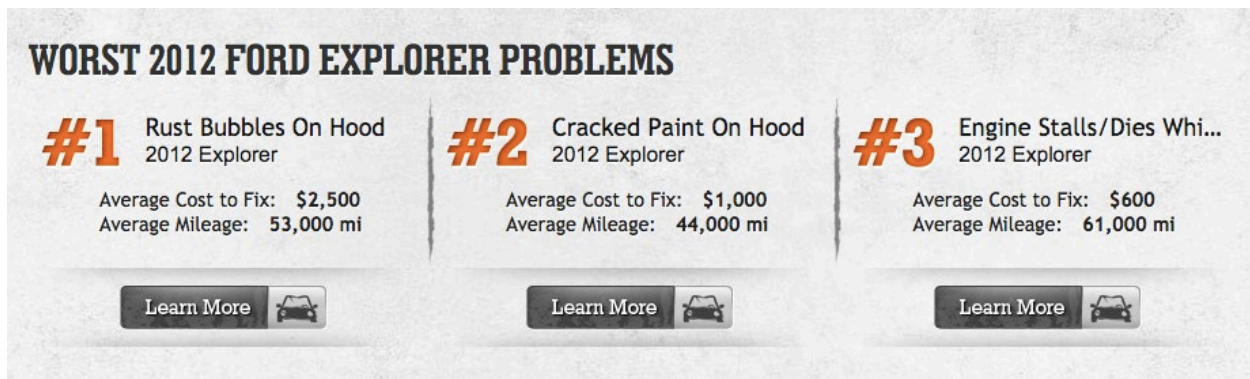 WORST 2012 FORD EXPLORER PROBLEMS
#1 Rust Bubbles On Hood
2012 Explorer
Average Cost to Fix: $2,500
Average Mileage: 53,000 mi
Learn More
#2 Cracked Paint On Hood
2012 Explorer
Average Cost to Fix: $1,000
Average Mileage: 44,000 mi
Learn More
#3 Engine Stalls/Dies Whi...
2012 Explorer
Average Cost to Fix: $600
Average Mileage: 61,000 mi
Learn More